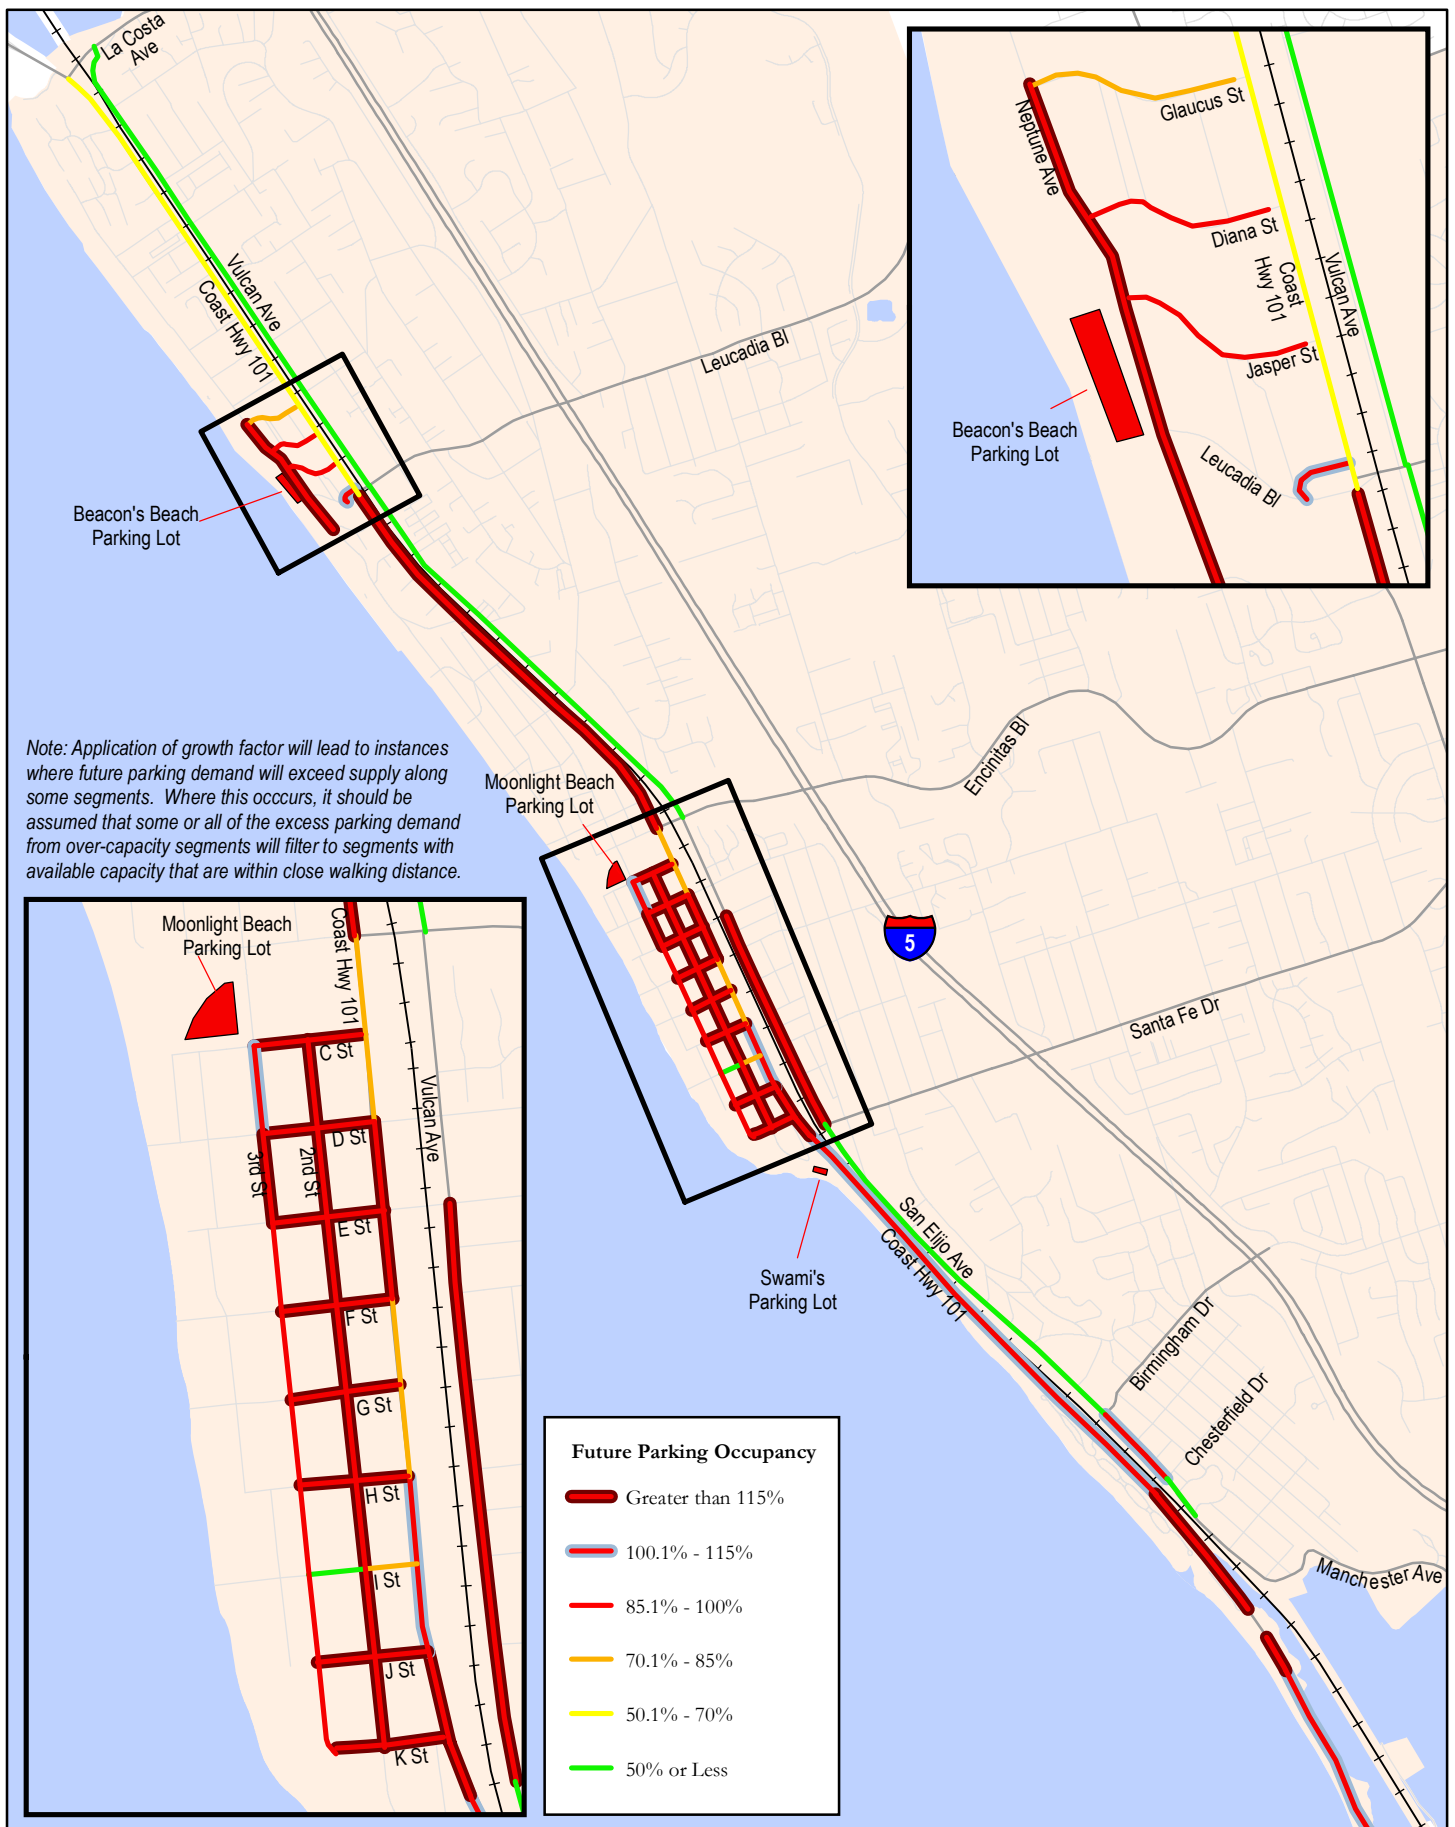 La Costa
Ave
Vulcan Ave
Coast Hwy 101
Leucadia Bl
Beacon's Beach
Parking Lot
Glaucus St
Neptune Ave
Diana St
Coast
Hwy 101
Vulcan Ave
Jasper St
Beacon's Beach
Parking Lot
Leucadia Bl
Note: Application of growth factor will lead to instances
where future parking demand will exceed supply along
some segments.  Where this occcurs, it should be
assumed that some or all of the excess parking demand
from over-capacity segments will filter to segments with
available capacity that are within close walking distance.
Moonlight Beach
Parking Lot
Encinitas Bl
5
Santa Fe Dr
Swami's
Parking Lot
San Elijo Ave
Coast Hwy 101
Birmingham Dr
Chesterfield Dr
Manchester Ave
Moonlight Beach
Parking Lot
Coast Hwy 101
C St
Vulcan Ave
D St
3rd St
2nd St
E St
F St
G St
H St
I St
J St
K St
Future Parking Occupancy
Greater than 115%
100.1% - 115%
85.1% - 100%
70.1% - 85%
50.1% - 70%
50% or Less